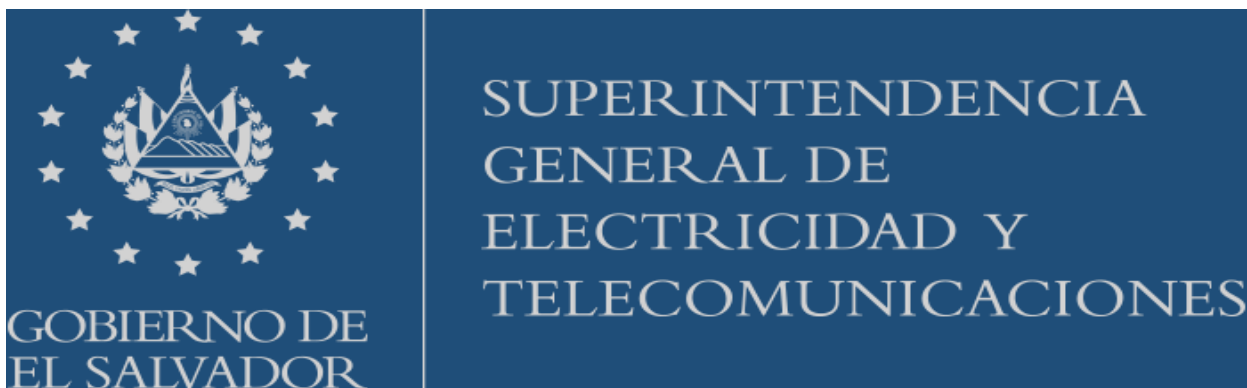 GOBIERNO DE
EL SALVADOR
SUPERINTENDENCIA
GENERAL DE
ELECTRICIDAD Y
TELECOMUNICACIONES